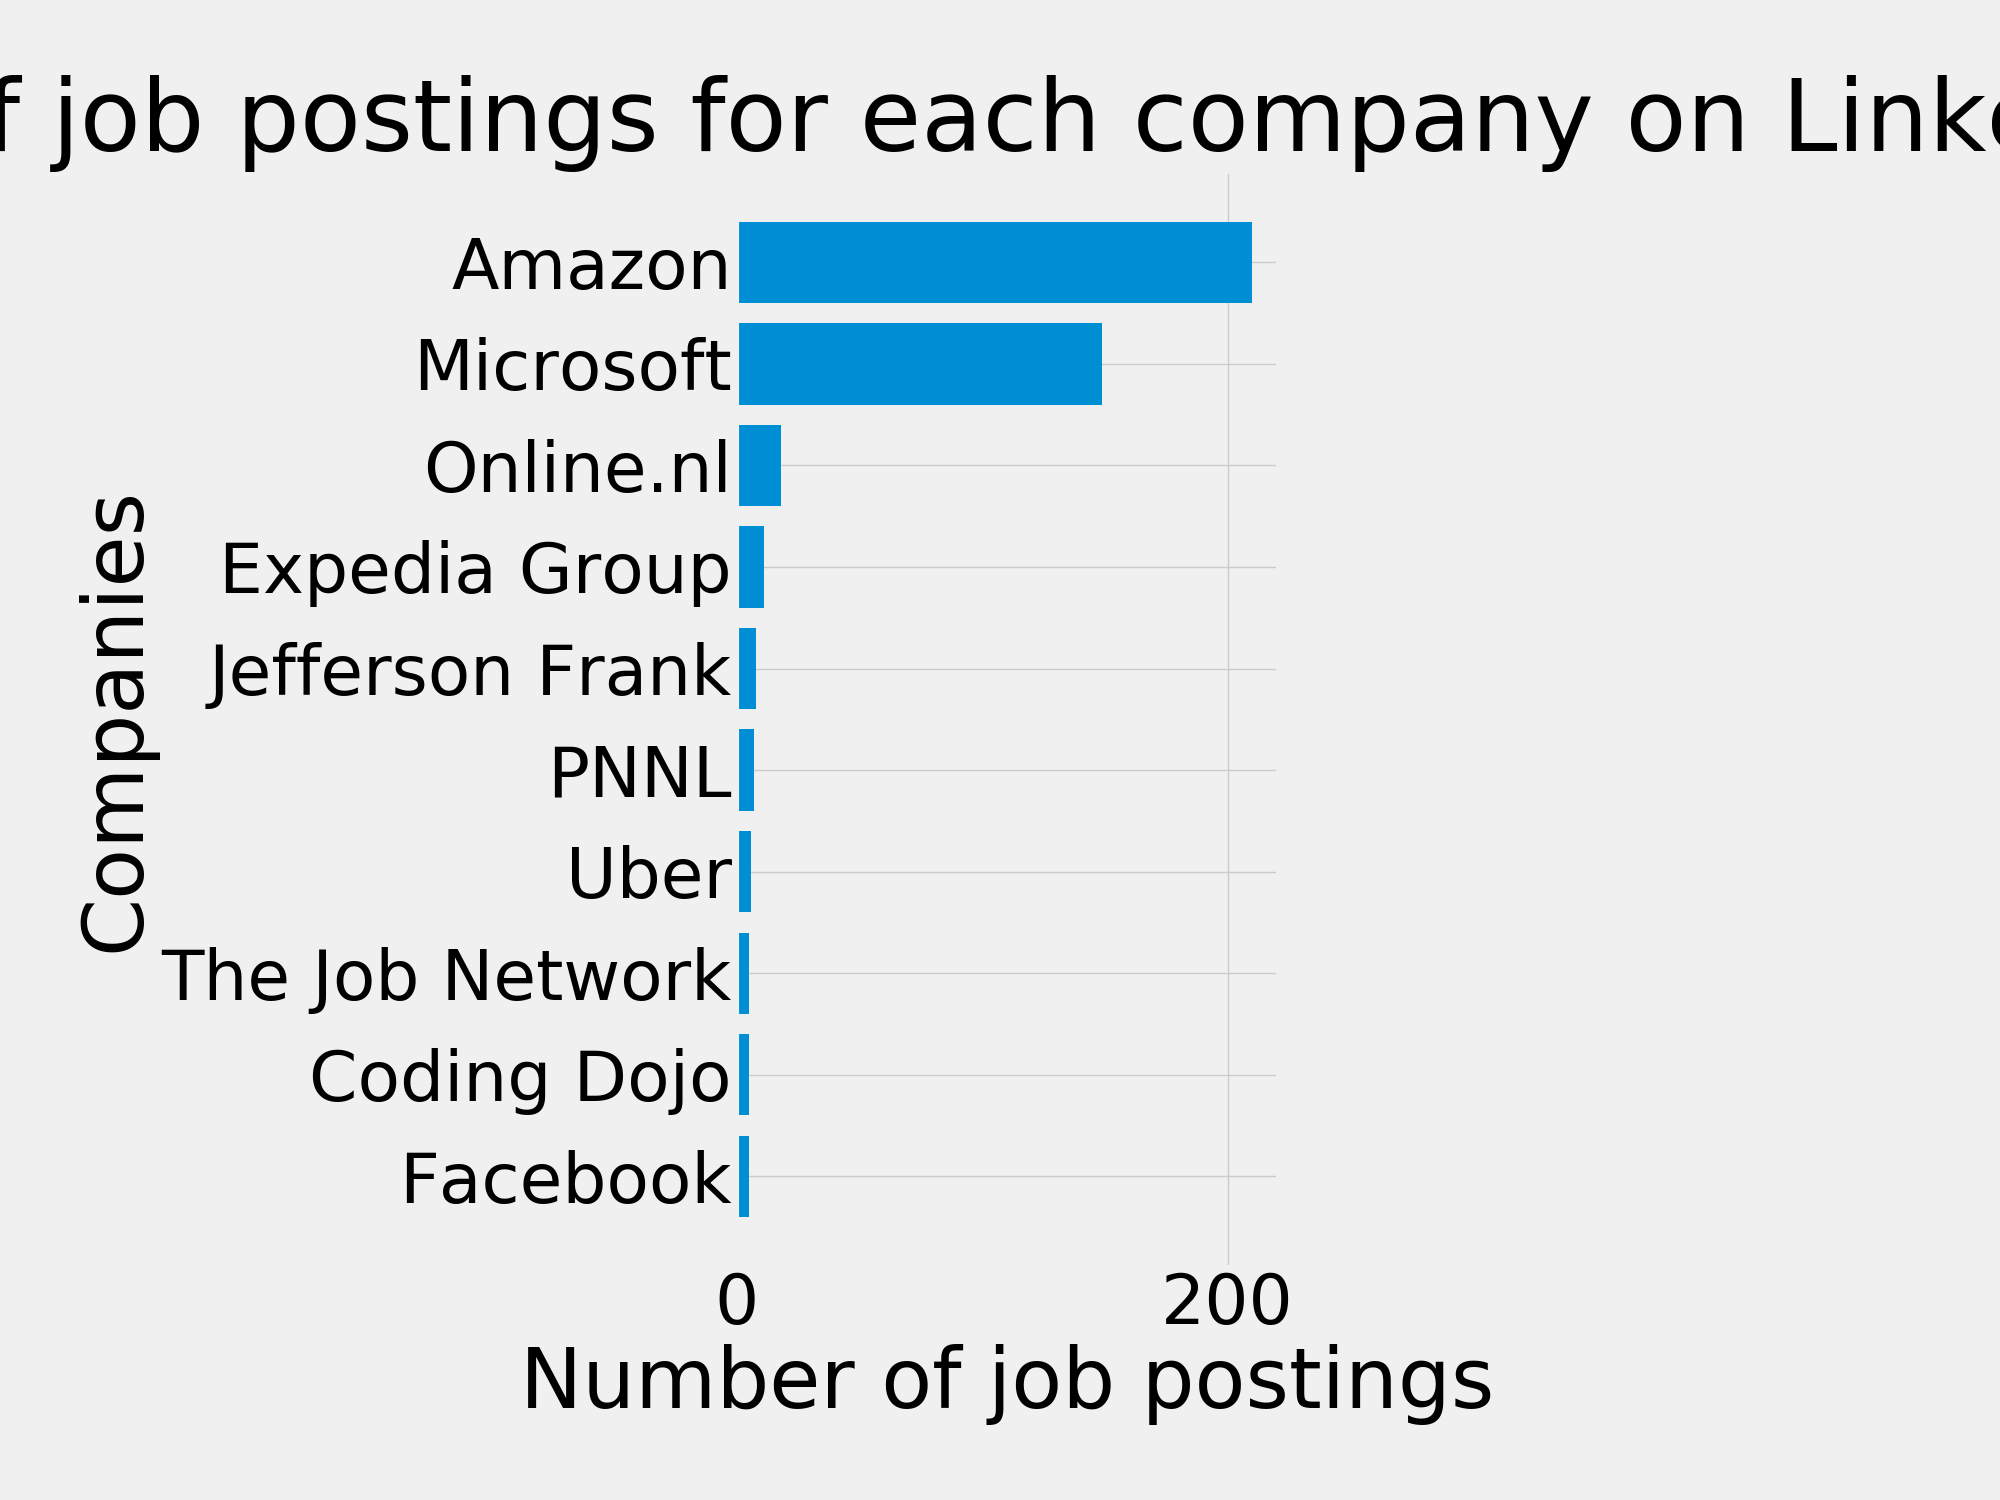 f job postings for each company on Link
Amazon
Microsoft
Online.nl
Expedia Group
Jefferson Frank
PNNL
Uber
The Job Network
Coding Dojo
Facebook
Companies
0 200
Number of job postings